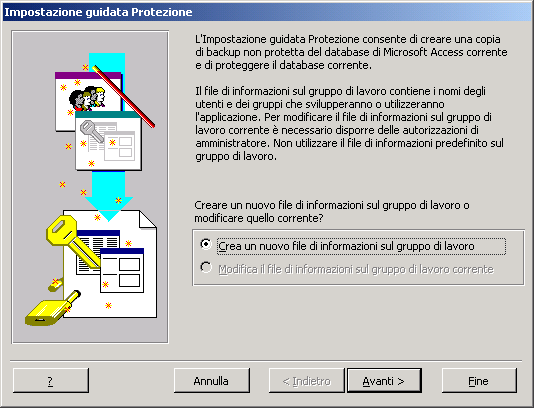 Impostazione guidata Protezione
L'Impostazione guidata Protezione consente di creare una copia
di backup non protetta del database di Microsoft Access corrente
e di proteggere il database corrente.
Il file di informazioni sul gruppo di lavoro contiene i nomi degli
utenti e dei gruppi che svilupperanno o utilizzeranno
l'applicazione. Per modificare il file di informazioni sul gruppo di
lavoro corrente è necessario disporre delle autorizzazioni di
amministratore. Non utilizzare il file di informazioni predefinito sul
gruppo di lavoro.
Creare un nuovo file di informazioni sul gruppo di lavoro o
modificare quello corrente?
Crea un nuovo file di informazioni sul gruppo di lavoro
Modifica il file di informazioni sul gruppo di lavoro corrente
?
Annulla
< Indietro
Avanti >
Fine